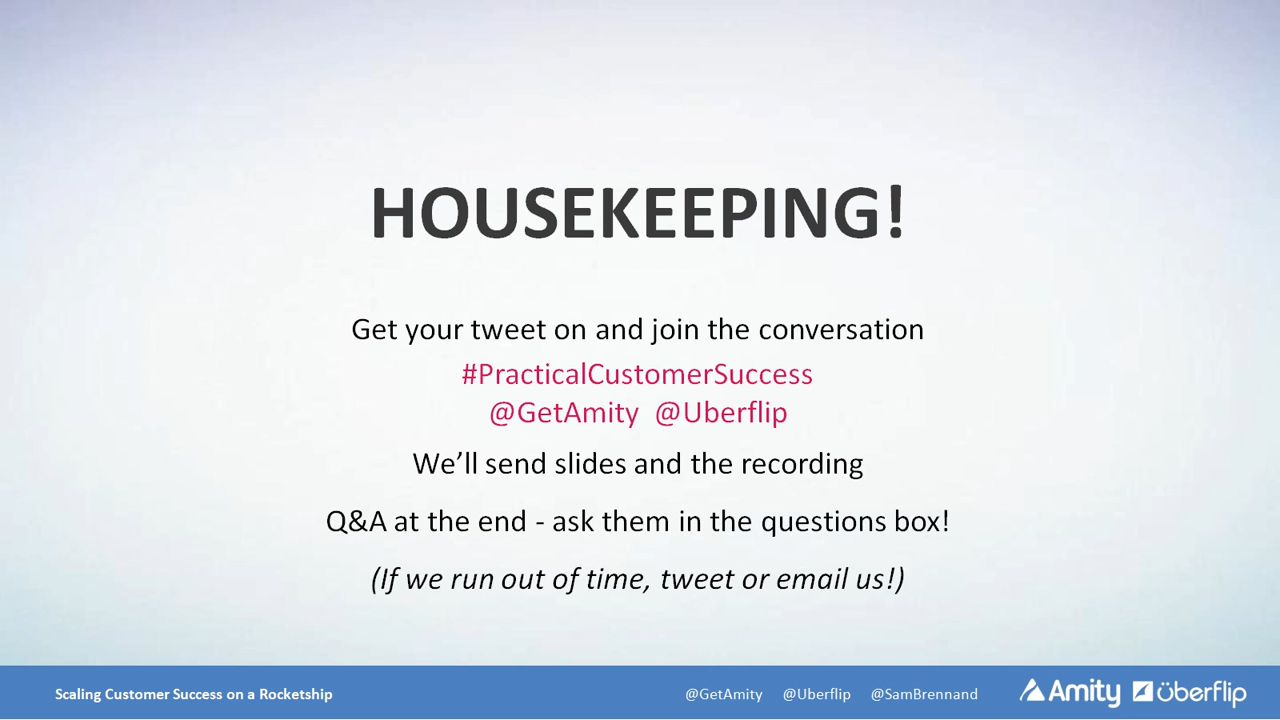 HOUSEKEEPING!
Get your tweet on and join the conversation
#PracticalCustomerSuccess
@GetAmity @Uberflip
We’ll send slides and the recording
Q&A at the end - ask them in the questions box!
(If we run out of time, tweet or email us!)
Scaling Customer Success on a Rocketship @GetAmity @Uberflip @SamBrennand Amity überflip